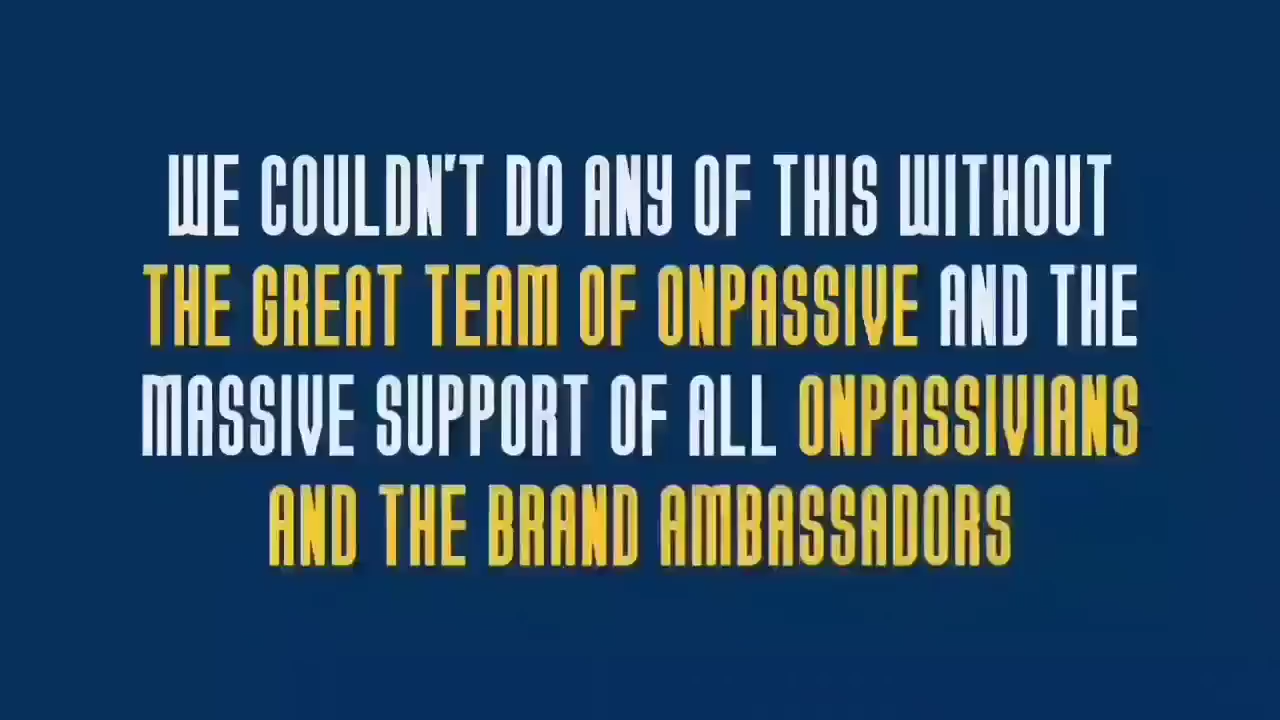 WE COULDN'T DO ANY OF THIS WITHOUT
THE GREAT TEAM OF ONPASSIVE AND THE
MASSIVE SUPPORT OF ALL ONPASSIVIANS
AND THE BRAND AMBASSADORS